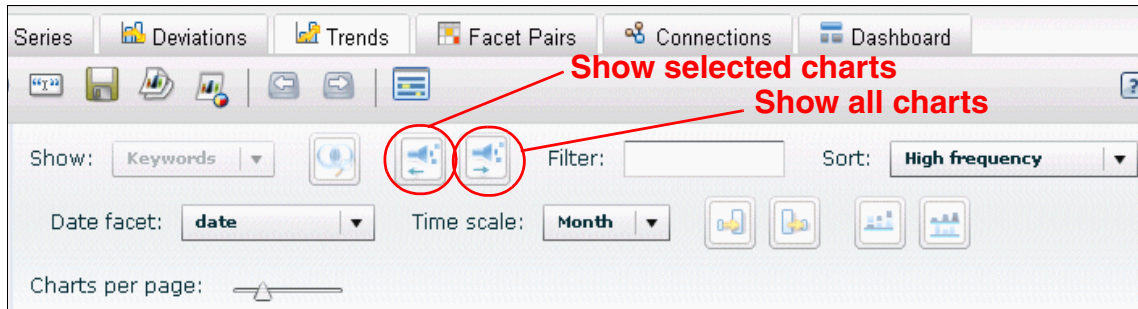 Series Deviations Trends Facet Pairs Connections Dashboard
Show selected charts
Show all charts
Show: Keywords Filter: Sort: High frequency
Date facet: date Time scale: Month
Charts per page: